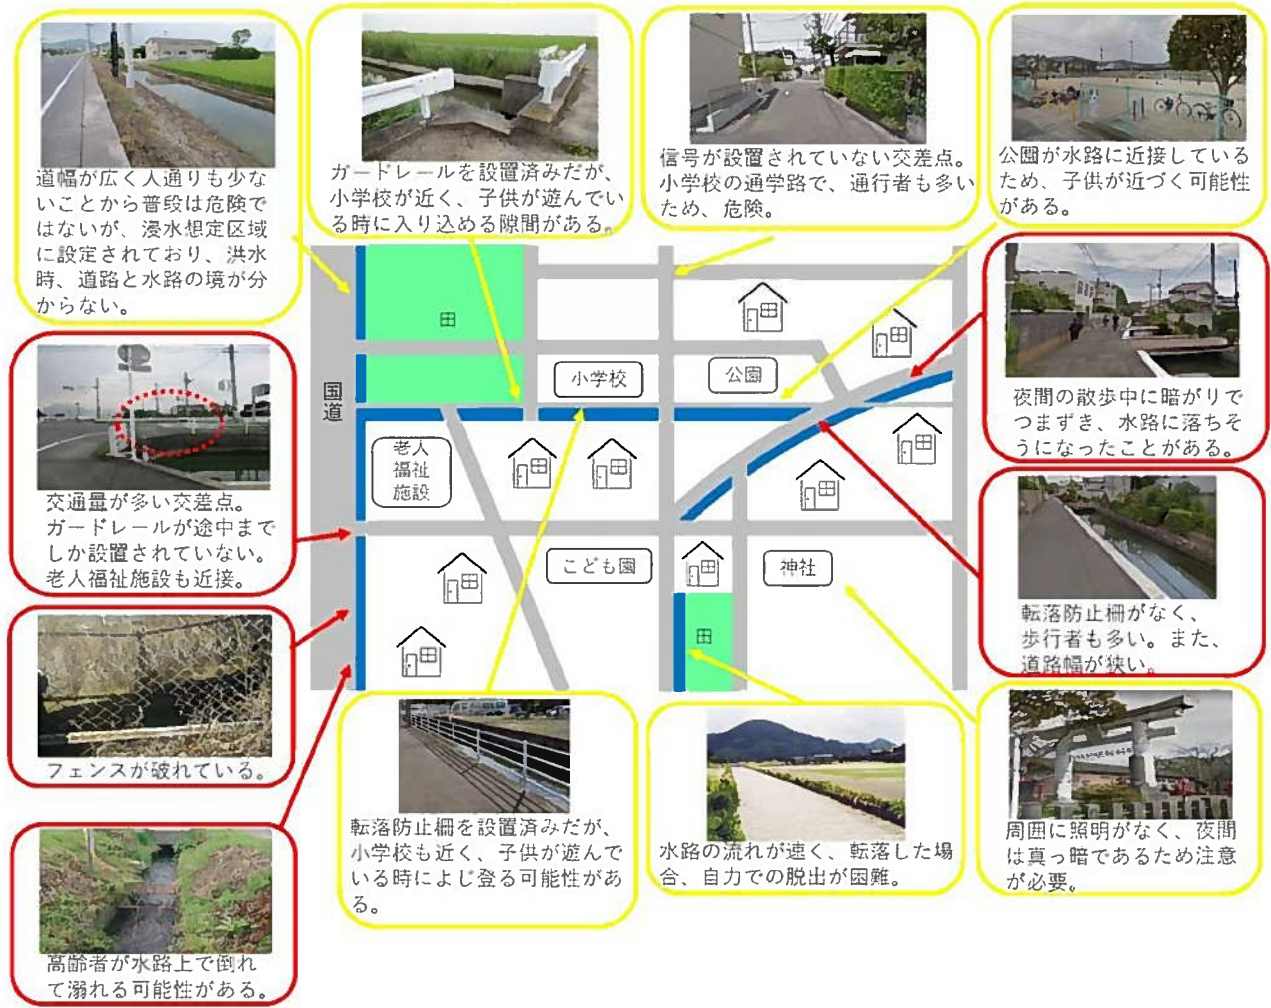 道幅が広く人通りも少な
いことから普段は危険で
はないが、浸水想定区域
に設定されており、洪水
時、道路と水路の境が分
からない。
ガードレールを設置済みだが、
小学校が近く、子供が遊んでい
る時に入り込める隙間がある。
信号が設置されていない交差点。
小学校の通学路で、通行者も多い
ため、危険。
公園が水路に近接している
ため、子供が近づく可能性
がある。
交通量が多い交差点。
ガードレールが途中まで
しか設置されていない。
老人福祉施設も近接。
フェンスが破れている。
高齢者が水路上で倒れ
て溺れる可能性がある。
国道
田
小学校
公園
老人
福祉
施設
こども園
神社
田
夜間の散歩中に暗がりで
つまずき、水路に落ちそ
うになったことがある。
転落防止柵がなく、
歩行者も多い。また、
道路幅が狭い。
転落防止柵を設置済みだが、
小学校も近く、子供が遊んで
いる時によじ登る可能性があ
る。
水路の流れが速く、転落した場
合、自力での脱出が困難。
周囲に照明がなく、夜間
は真っ暗であるため注意
が必要。